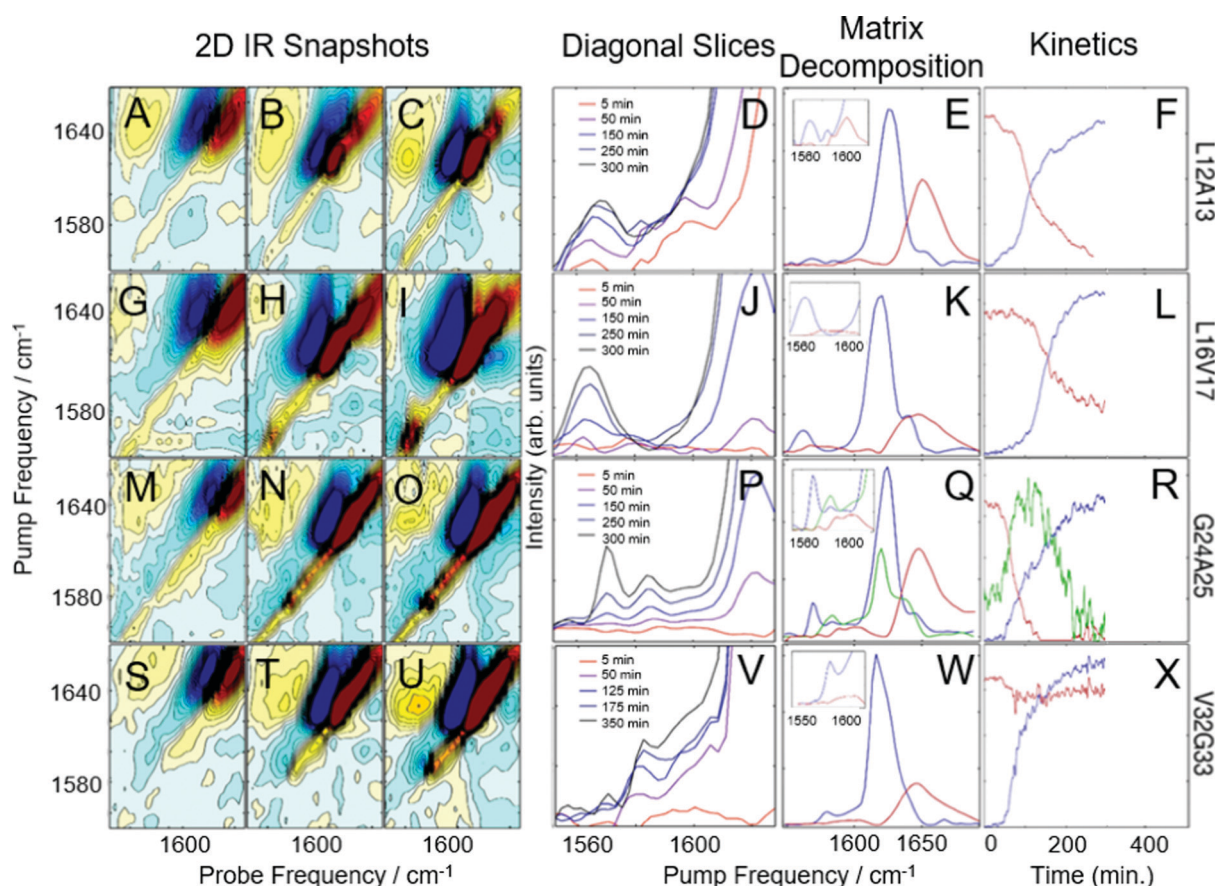 2D IR Snapshots
Diagonal Slices
Matrix
Decomposition
Kinetics
A
B
C
5 min
50 min
150 min
250 min
300 min
D
1560 1600
E
F
L12A13
1640
1580
G
H
I
5 min
50 min
150 min
250 min
300 min
J
1560 1600
K
L
L16V17
1640
1580
M
N
O
5 min
50 min
150 min
250 min
300 min
P
1560 1600
Q
R
G24A25
1640
1580
S
T
U
5 min
50 min
125 min
175 min
350 min
V
1550 1600
W
X
V32G33
1640
1580
Pump Frequency / cm-1
Intensity (arb. units)
1600
1600
1600
1560 1600
1600 1650
0 200 400
Probe Frequency / cm-1
Pump Frequency / cm-1
Time (min.)